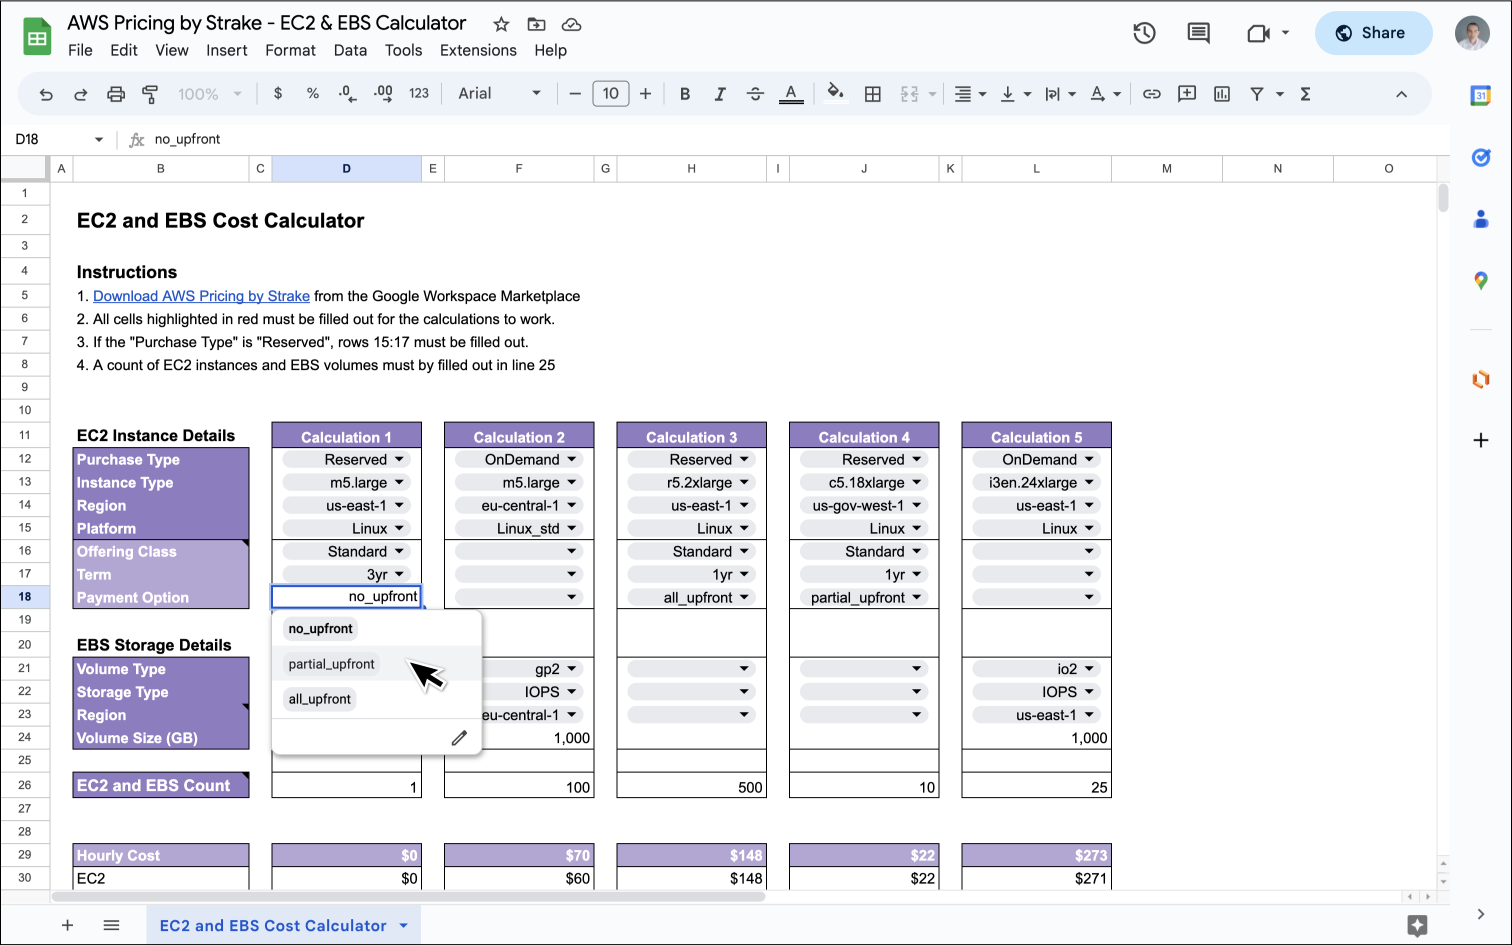 AWS Pricing by Strake - EC2 & EBS Calculator
File Edit View Insert Format Data Tools Extensions Help
Share
100% $ % .0 .00 123 Arial 10 B I S A
31
D18 fx no_upfront
A B C D E F G H I J K L M N O
1
2 EC2 and EBS Cost Calculator
3
4 Instructions
5 1. Download AWS Pricing by Strake from the Google Workspace Marketplace
6 2. All cells highlighted in red must be filled out for the calculations to work.
7 3. If the "Purchase Type" is "Reserved", rows 15:17 must be filled out.
8 4. A count of EC2 instances and EBS volumes must by filled out in line 25
9
10
11 EC2 Instance Details Calculation 1 Calculation 2 Calculation 3 Calculation 4 Calculation 5
12 Purchase Type Reserved OnDemand Reserved Reserved OnDemand
13 Instance Type m5.large m5.large r5.2xlarge c5.18xlarge i3en.24xlarge
14 Region us-east-1 eu-central-1 us-east-1 us-gov-west-1 us-east-1
15 Platform Linux Linux_std Linux Linux Linux
16 Offering Class Standard Standard Standard
17 Term 3yr 1yr 1yr
18 Payment Option no_upfront all_upfront partial_upfront
19 no_upfront
20 EBS Storage Details
21 Volume Type partial_upfront gp2 io2
22 Storage Type all_upfront IOPS IOPS
23 Region eu-central-1 us-east-1
24 Volume Size (GB) 1,000 1,000
25
26 EC2 and EBS Count 1 100 500 10 25
27
28
29 Hourly Cost $0 $70 $148 $22 $273
30 EC2 $0 $60 $148 $22 $271
EC2 and EBS Cost Calculator